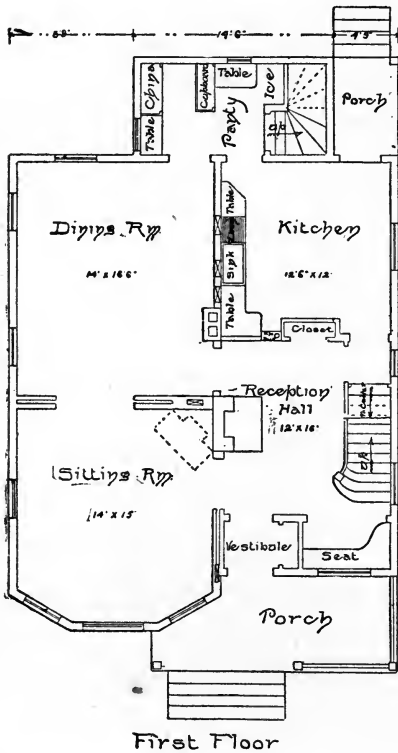 14'6"
4'5"
China
Table
Cupboard
Table
Ice
Panty
Up
Porch
Dining Rm
14' x 16'6"
Table
Sink
Table
Kitchen
12'6" x 12'
Closet
Reception
Hall
12' x 16'
Up
Sitting Rm
14' x 15'
Vestibule
Seat
Porch
First Floor